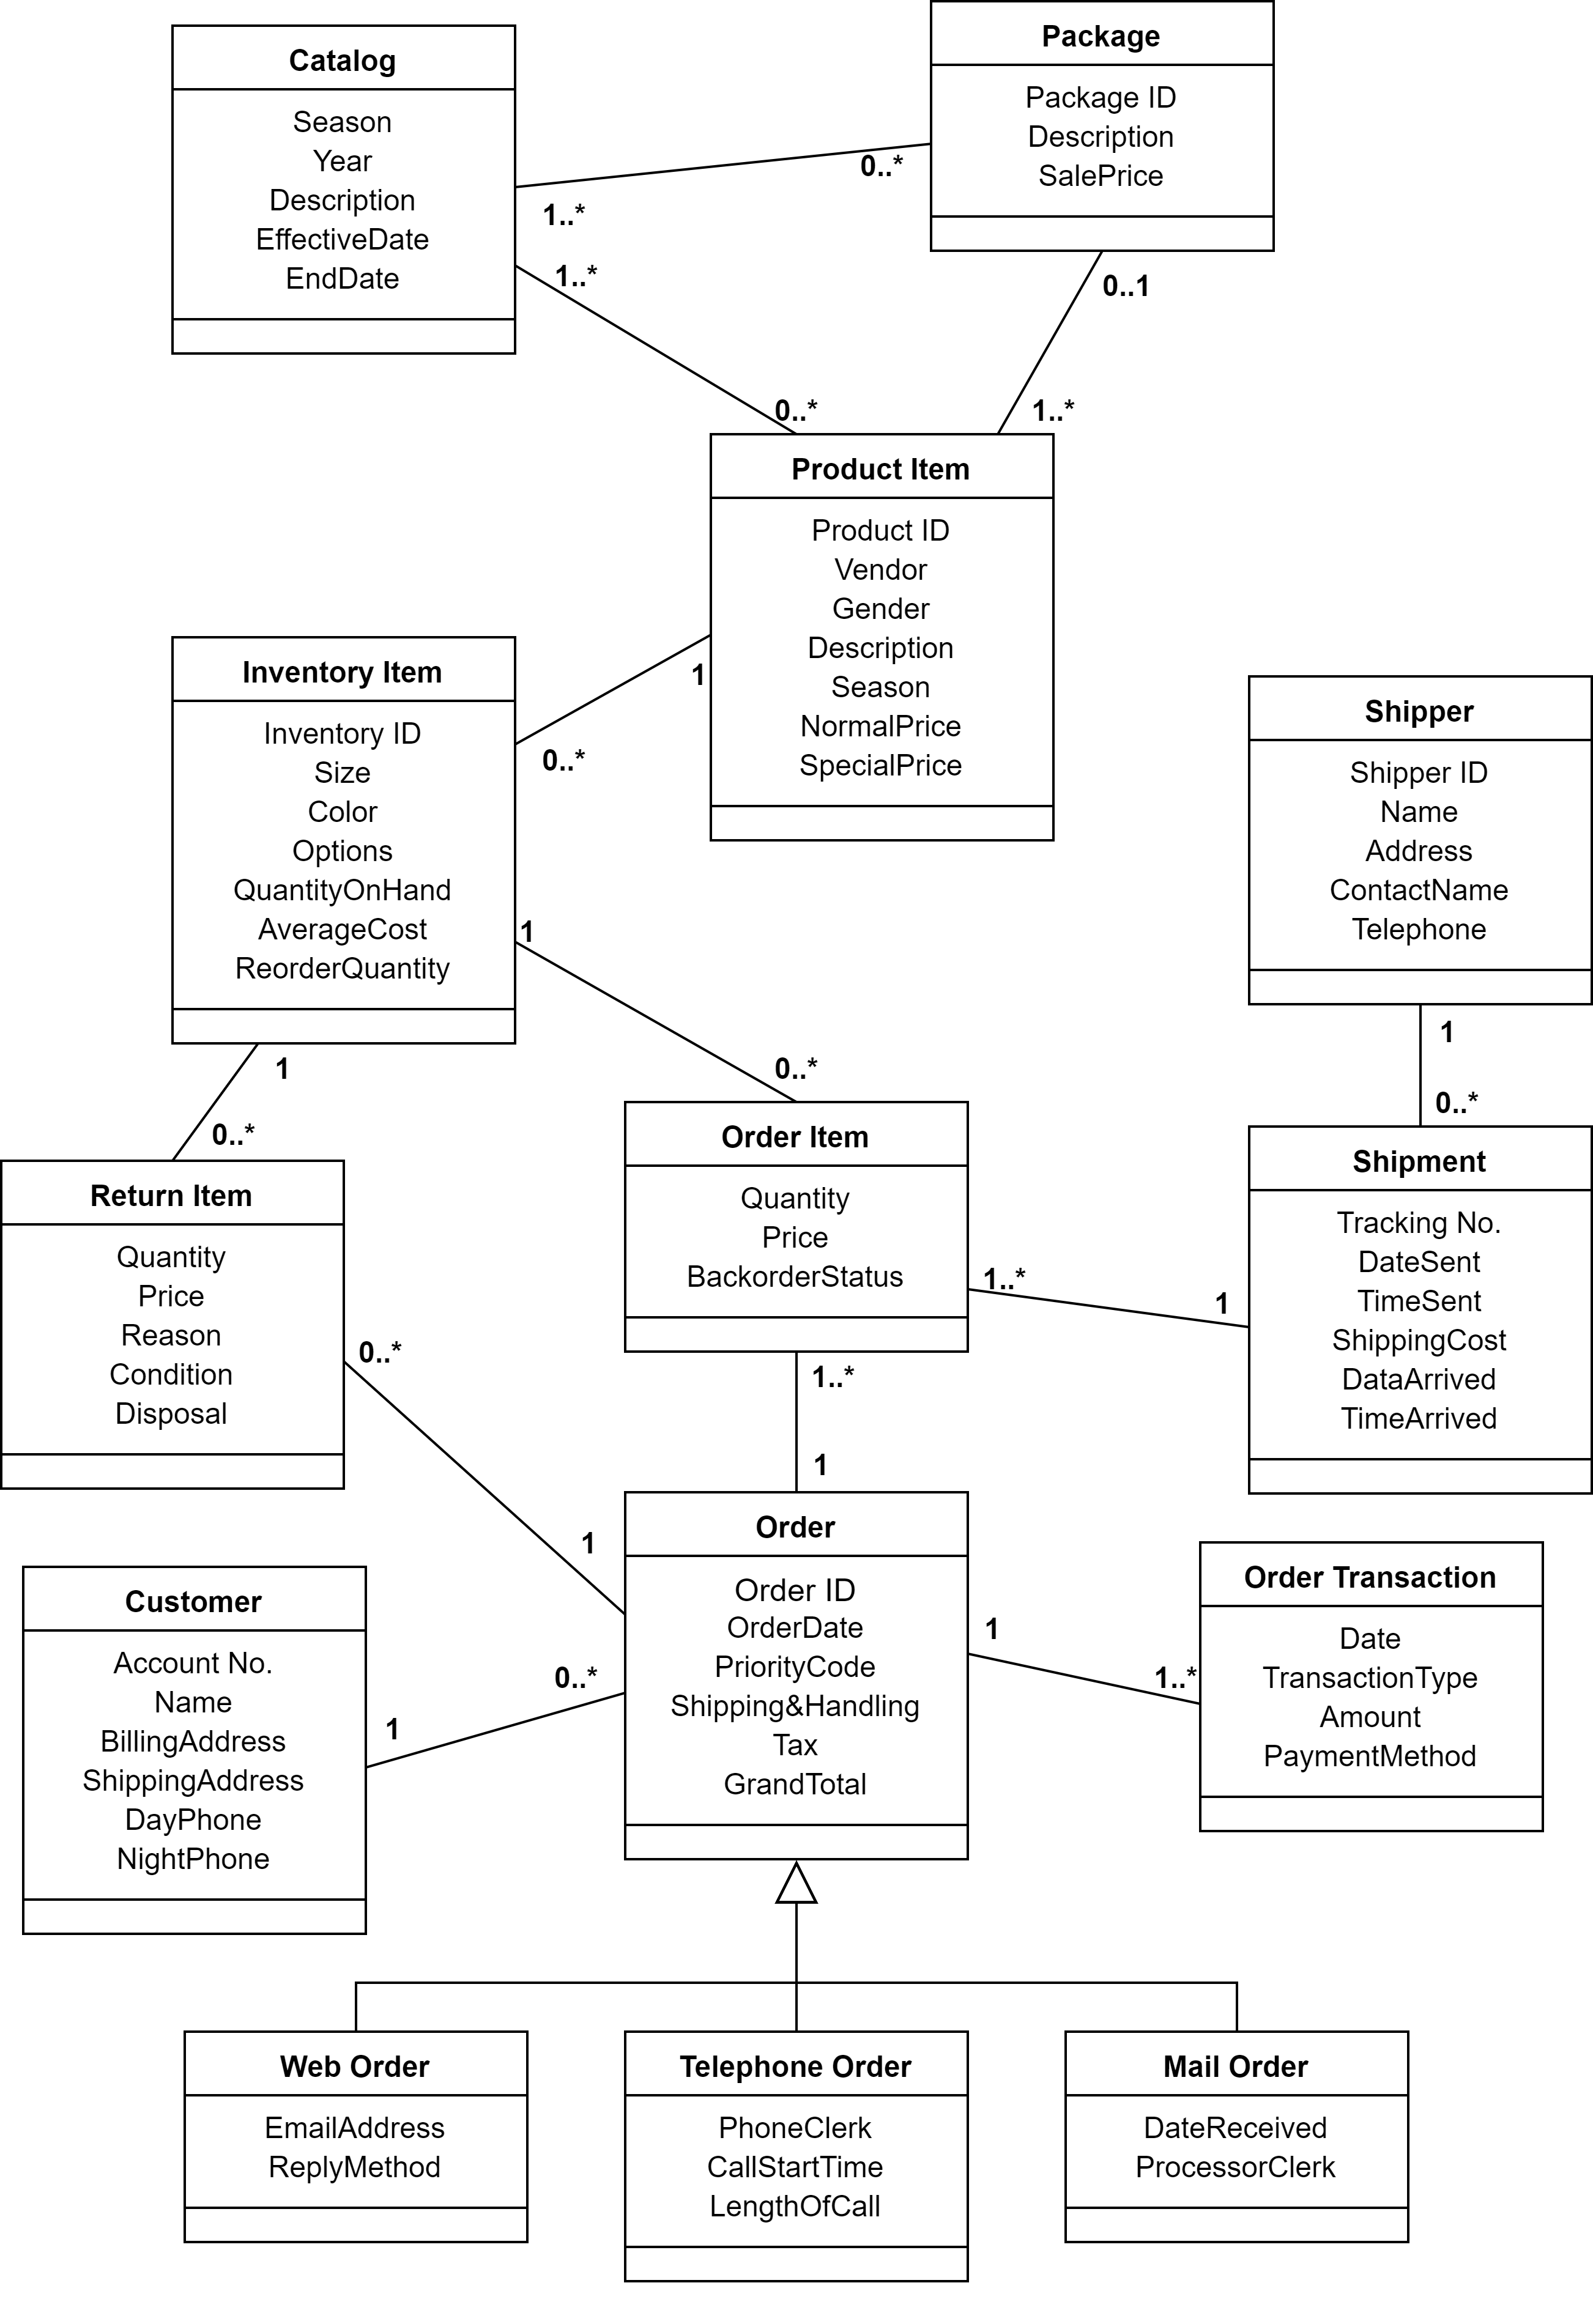 Catalog
Season
Year
Description
EffectiveDate
EndDate
Package
Package ID
Description
SalePrice
0..*
1..*
1..*
0..1
0..*
1..*
Product Item
Product ID
Vendor
Gender
Description
Season
NormalPrice
SpecialPrice
1
0..*
Inventory Item
Inventory ID
Size
Color
Options
QuantityOnHand
AverageCost
ReorderQuantity
1
0..*
1
0..*
Shipper
Shipper ID
Name
Address
ContactName
Telephone
1
0..*
Return Item
Quantity
Price
Reason
Condition
Disposal
0..*
1
Order Item
Quantity
Price
BackorderStatus
1..*
1
1..*
1
Shipment
Tracking No.
DateSent
TimeSent
ShippingCost
DataArrived
TimeArrived
Customer
Account No.
Name
BillingAddress
ShippingAddress
DayPhone
NightPhone
1
0..*
Order
Order ID
OrderDate
PriorityCode
Shipping&Handling
Tax
GrandTotal
1
1..*
Order Transaction
Date
TransactionType
Amount
PaymentMethod
Web Order
EmailAddress
ReplyMethod
Telephone Order
PhoneClerk
CallStartTime
LengthOfCall
Mail Order
DateReceived
ProcessorClerk